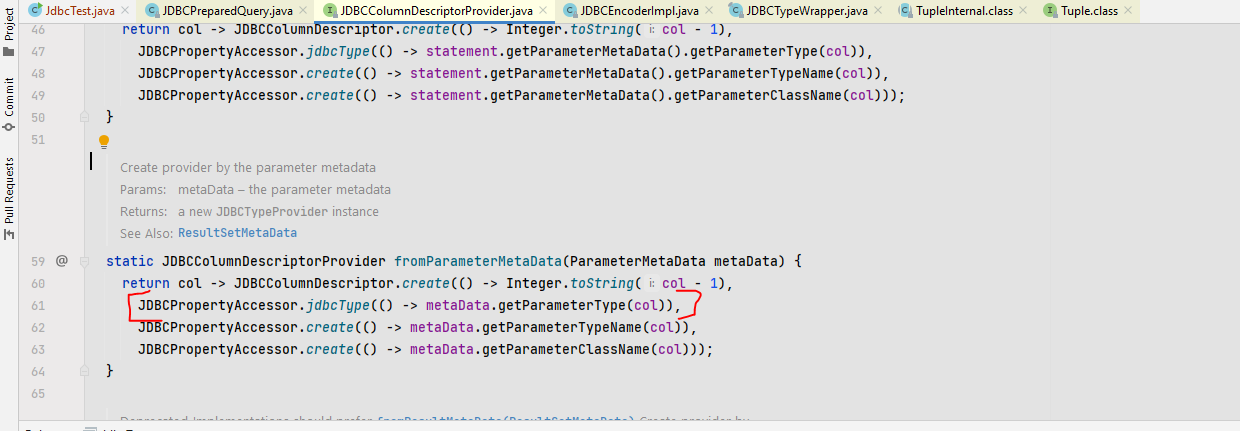 JdbcTest.java JDBCPreparedQuery.java JDBCColumnDescriptorProvider.java JDBCEncoderImpl.java JDBCTypeWrapper.java TupleInternal.class Tuple.class
Project
Commit
Pull Requests
46 return col -> JDBCColumnDescriptor.create(() -> Integer.toString( i: col - 1),
47 JDBCPropertyAccessor.jdbcType(() -> statement.getParameterMetaData().getParameterType(col)),
48 JDBCPropertyAccessor.create(() -> statement.getParameterMetaData().getParameterTypeName(col)),
49 JDBCPropertyAccessor.create(() -> statement.getParameterMetaData().getParameterClassName(col)));
50 }
51
Create provider by the parameter metadata
Params: metaData – the parameter metadata
Returns: a new JDBCTypeProvider instance
See Also: ResultSetMetaData
59 @ static JDBCColumnDescriptorProvider fromParameterMetaData(ParameterMetaData metaData) {
60 return col -> JDBCColumnDescriptor.create(() -> Integer.toString( i: col - 1),
61 JDBCPropertyAccessor.jdbcType(() -> metaData.getParameterType(col)),
62 JDBCPropertyAccessor.create(() -> metaData.getParameterTypeName(col)),
63 JDBCPropertyAccessor.create(() -> metaData.getParameterClassName(col)));
64 }
65